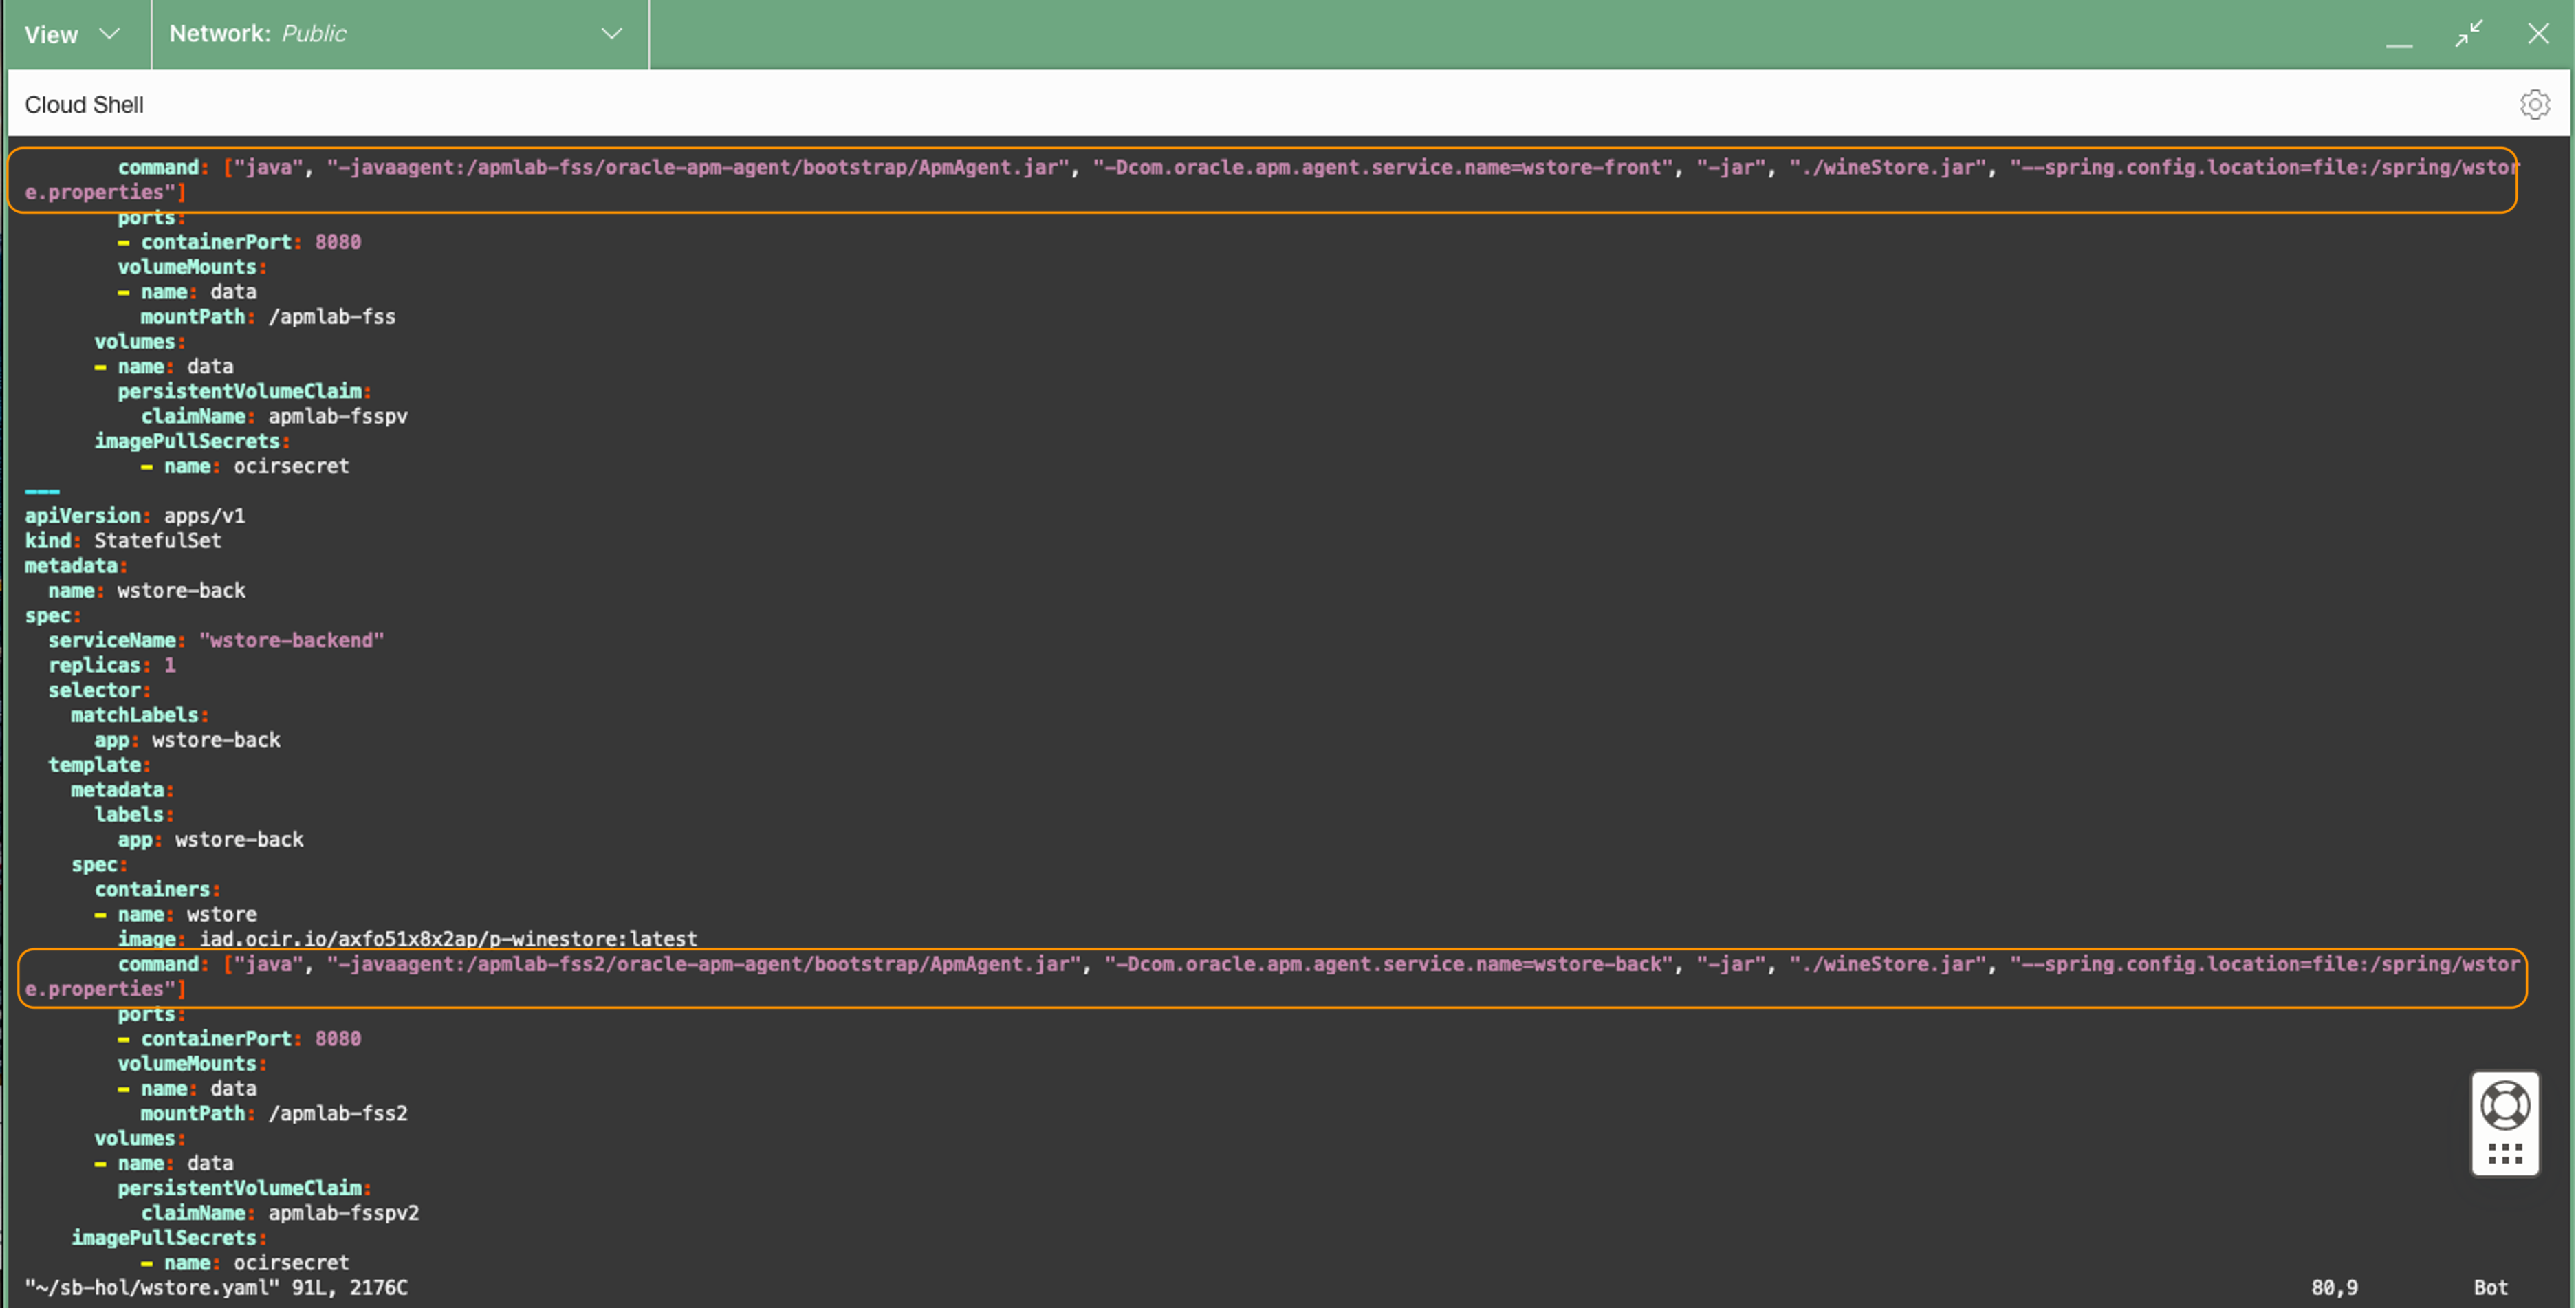 View Network: Public
Cloud Shell
        command: ["java", "-javaagent:/apmlab-fss/oracle-apm-agent/bootstrap/ApmAgent.jar", "-Dcom.oracle.apm.agent.service.name=wstore-front", "-jar", "./wineStore.jar", "--spring.config.location=file:/spring/wstor
e.properties"]
        ports:
        - containerPort: 8080
        volumeMounts:
        - name: data
          mountPath: /apmlab-fss
      volumes:
      - name: data
        persistentVolumeClaim:
          claimName: apmlab-fsspv
      imagePullSecrets:
          - name: ocirsecret
---
apiVersion: apps/v1
kind: StatefulSet
metadata:
  name: wstore-back
spec:
  serviceName: "wstore-backend"
  replicas: 1
  selector:
    matchLabels:
      app: wstore-back
  template:
    metadata:
      labels:
        app: wstore-back
    spec:
      containers:
      - name: wstore
        image: iad.ocir.io/axfo51x8x2ap/p-winestore:latest
        command: ["java", "-javaagent:/apmlab-fss2/oracle-apm-agent/bootstrap/ApmAgent.jar", "-Dcom.oracle.apm.agent.service.name=wstore-back", "-jar", "./wineStore.jar", "--spring.config.location=file:/spring/wstor
e.properties"]
        ports:
        - containerPort: 8080
        volumeMounts:
        - name: data
          mountPath: /apmlab-fss2
      volumes:
      - name: data
        persistentVolumeClaim:
          claimName: apmlab-fsspv2
    imagePullSecrets:
          - name: ocirsecret
"~/sb-hol/wstore.yaml" 91L, 2176C 80,9 Bot